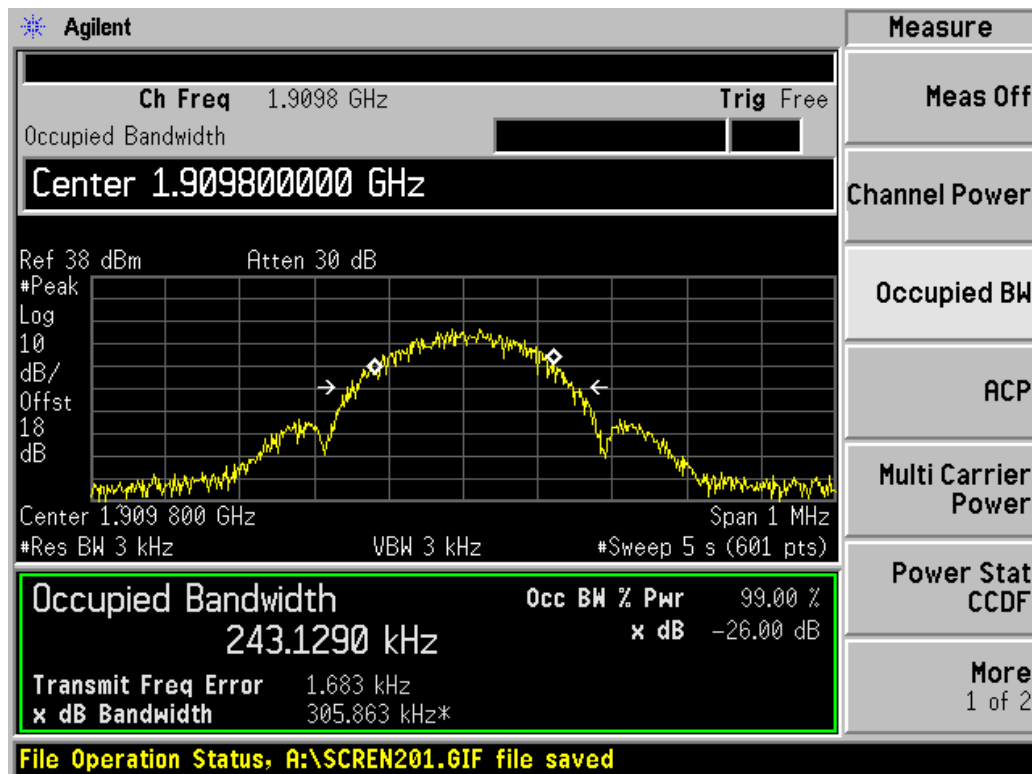 Agilent
Measure
Ch Freq 1.9098 GHz Trig Free
Occupied Bandwidth
Center 1.909800000 GHz
Ref 38 dBm Atten 30 dB
#Peak
Log
10
dB/
Offst
18
dB
Center 1.909 800 GHz Span 1 MHz
#Res BW 3 kHz VBW 3 kHz #Sweep 5 s (601 pts)
Occupied Bandwidth
243.1290 kHz
Occ BW % Pwr 99.00 %
x dB -26.00 dB
Transmit Freq Error 1.683 kHz
x dB Bandwidth 305.863 kHz*
File Operation Status, A:\SCREN201.GIF file saved
Meas Off
Channel Power
Occupied BW
ACP
Multi Carrier
Power
Power Stat
CCDF
More
1 of 2